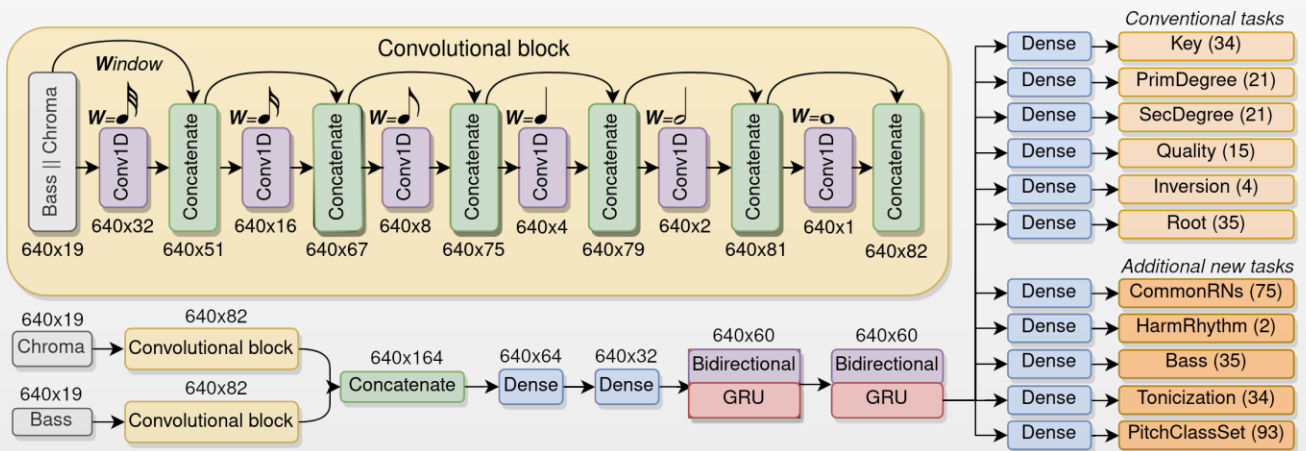 Convolutional block
Window
Bass || Chroma
640x19
W=
Conv1D
640x32
Concatenate
640x51
W=
Conv1D
640x16
Concatenate
640x67
W=
Conv1D
640x8
Concatenate
640x75
W=
Conv1D
640x4
Concatenate
640x79
W=
Conv1D
640x2
Concatenate
640x81
W=
Conv1D
640x1
Concatenate
640x82
640x19
Chroma
640x82
Convolutional block
640x19
Bass
640x82
Convolutional block
640x164
Concatenate
640x64
Dense
640x32
Dense
640x60
Bidirectional
GRU
640x60
Bidirectional
GRU
Conventional tasks
Dense
Key (34)
Dense
PrimDegree (21)
Dense
SecDegree (21)
Dense
Quality (15)
Dense
Inversion (4)
Dense
Root (35)
Additional new tasks
Dense
CommonRNs (75)
Dense
HarmRhythm (2)
Dense
Bass (35)
Dense
Tonicization (34)
Dense
PitchClassSet (93)